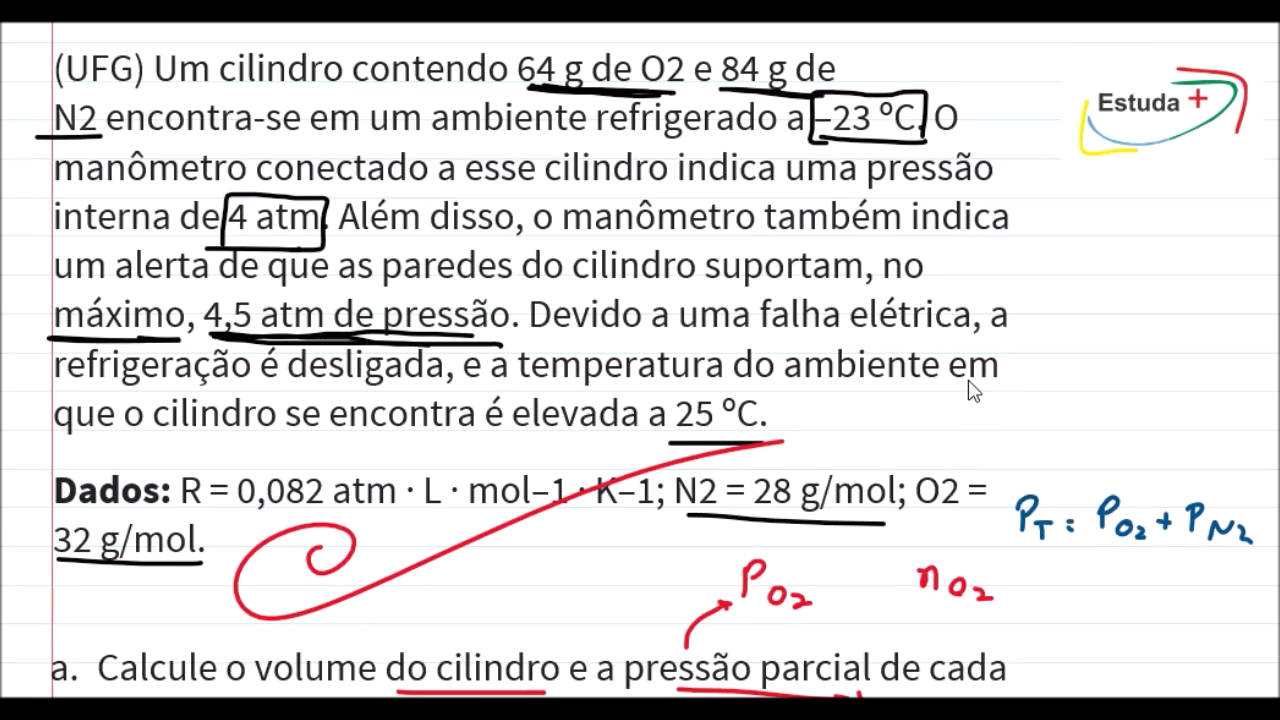 (UFG) Um cilindro contendo 64 g de O2 e 84 g de
N2 encontra-se em um ambiente refrigerado a –23 ºC. O
manômetro conectado a esse cilindro indica uma pressão
interna de 4 atm. Além disso, o manômetro também indica
um alerta de que as paredes do cilindro suportam, no
máximo, 4,5 atm de pressão. Devido a uma falha elétrica, a
refrigeração é desligada, e a temperatura do ambiente em
que o cilindro se encontra é elevada a 25 ºC.
Dados: R = 0,082 atm · L · mol–1 · K–1; N2 = 28 g/mol; O2 =
32 g/mol.
a. Calcule o volume do cilindro e a pressão parcial de cada
Estuda +
PT = PO2 + PN2
PO2
nO2